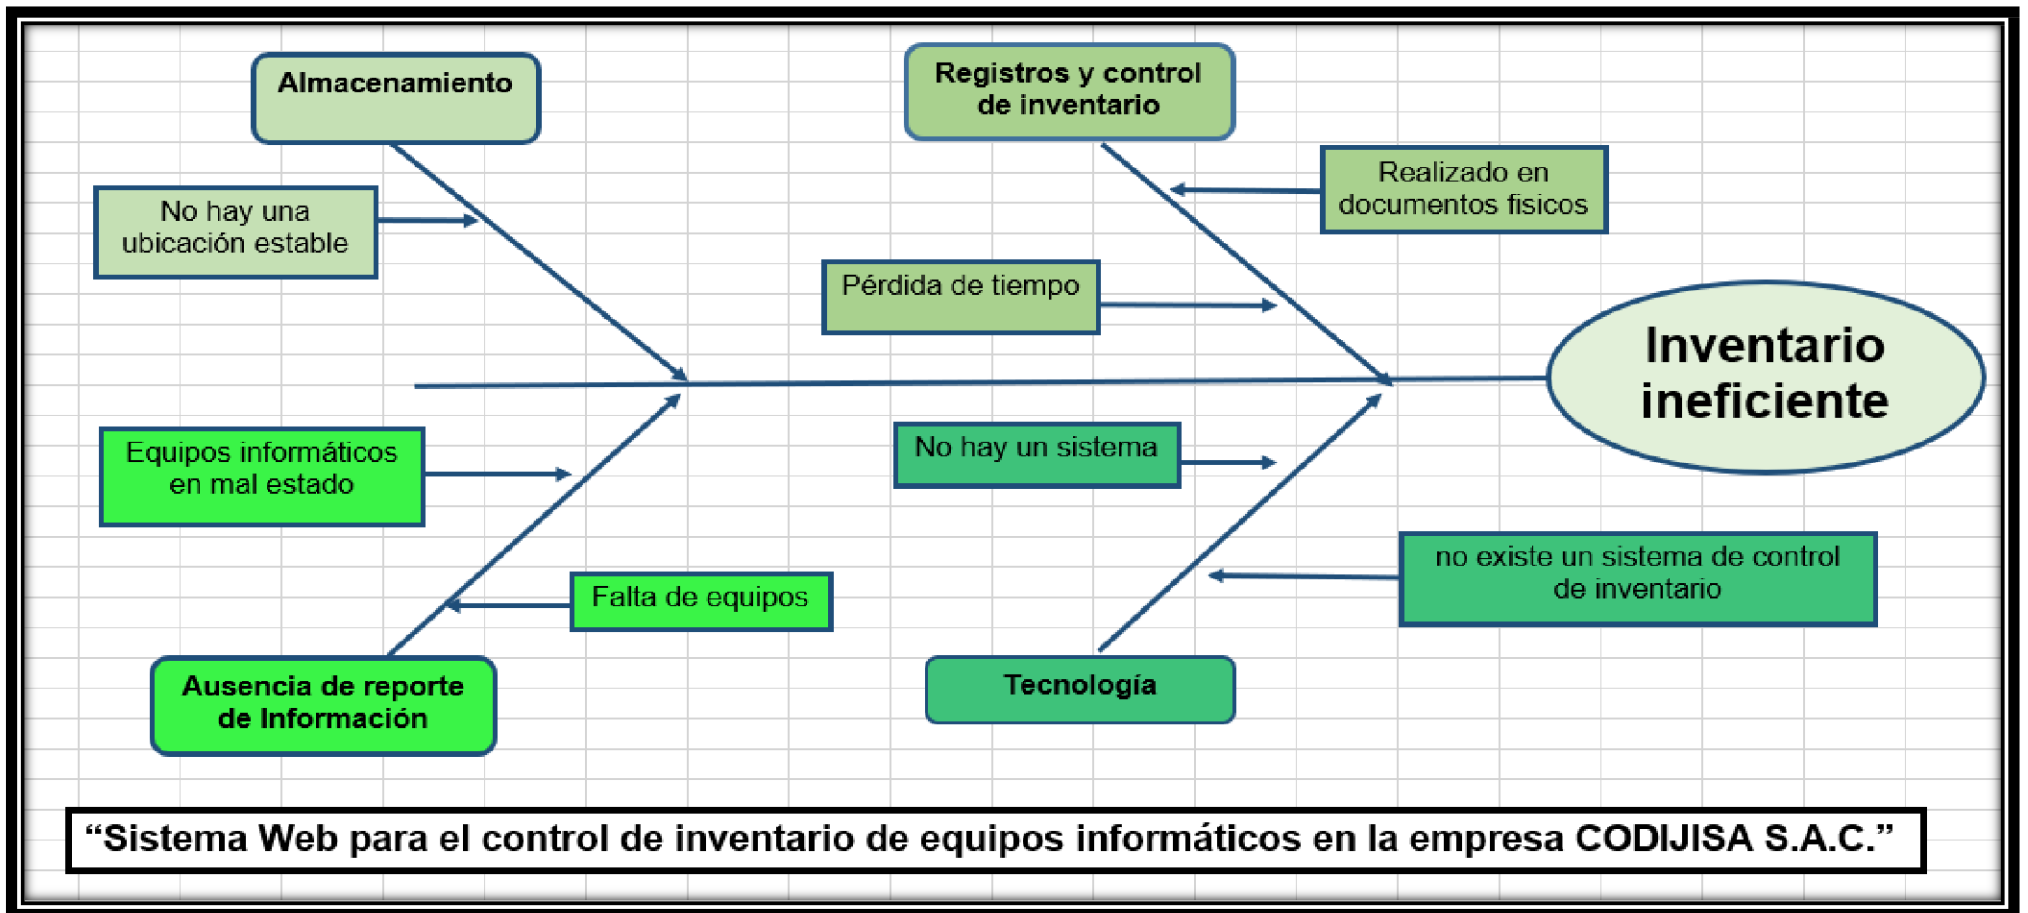 Almacenamiento
Registros y control
de inventario
Realizado en
documentos fisicos
No hay una
ubicación estable
Pérdida de tiempo
Inventario
ineficiente
Equipos informáticos
en mal estado
No hay un sistema
no existe un sistema de control
de inventario
Falta de equipos
Ausencia de reporte
de Información
Tecnología
“Sistema Web para el control de inventario de equipos informáticos en la empresa CODIJISA S.A.C.”